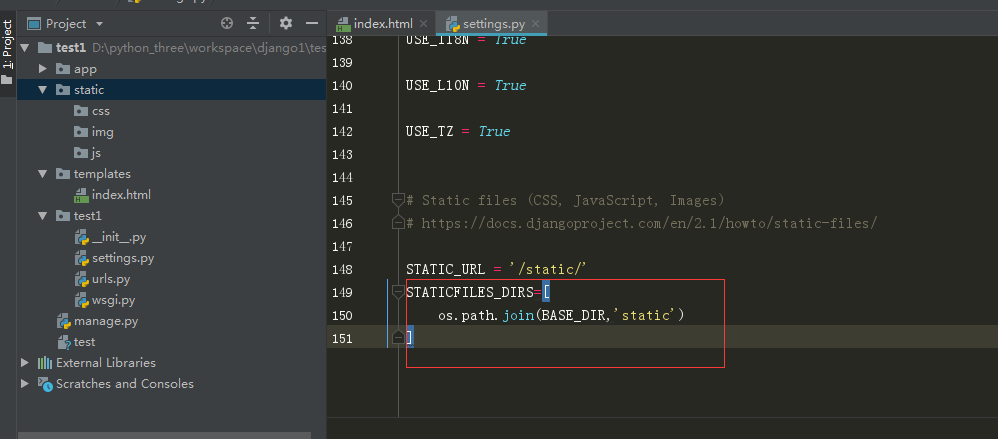 Project
index.html
settings.py
1: Project
test1 D:\python_three\workspace\django1\tes
app
static
css
img
js
templates
index.html
test1
__init__.py
settings.py
urls.py
wsgi.py
manage.py
test
External Libraries
Scratches and Consoles
138 USE_I18N = True
139
140 USE_L10N = True
141
142 USE_TZ = True
143
144
145 # Static files (CSS, JavaScript, Images)
146 # https://docs.djangoproject.com/en/2.1/howto/static-files/
147
148 STATIC_URL = '/static/'
149 STATICFILES_DIRS=[
150 os.path.join(BASE_DIR,'static')
151 ]